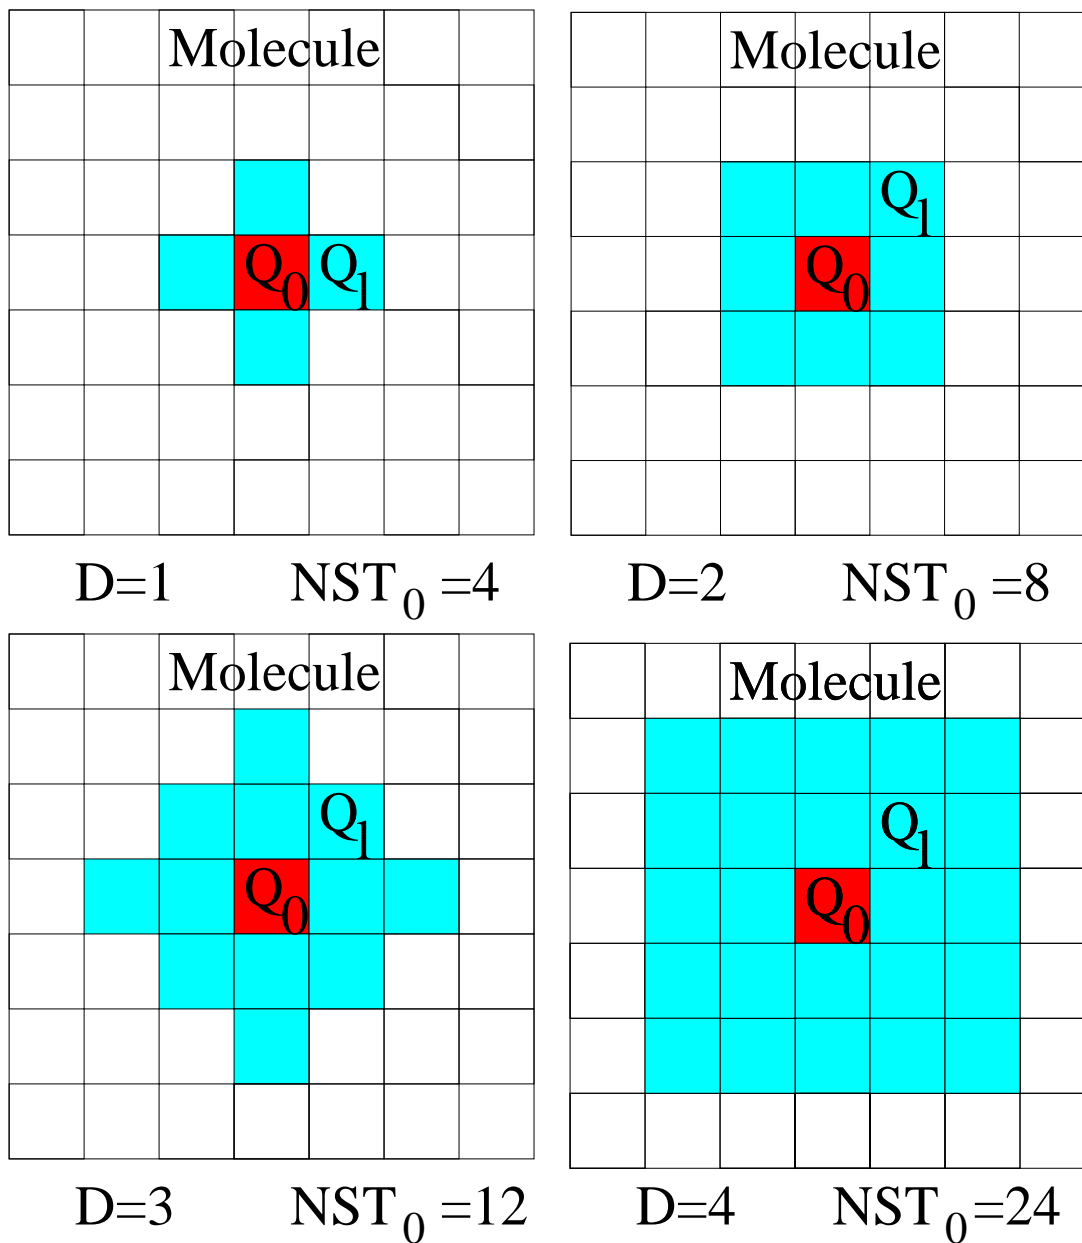 Molecule
Q0 Q1
D=1 NST0 =4
Molecule
Q1
Q0
D=2 NST0 =8
Molecule
Q1
Q0
D=3 NST0 =12
Molecule
Q1
Q0
D=4 NST0=24